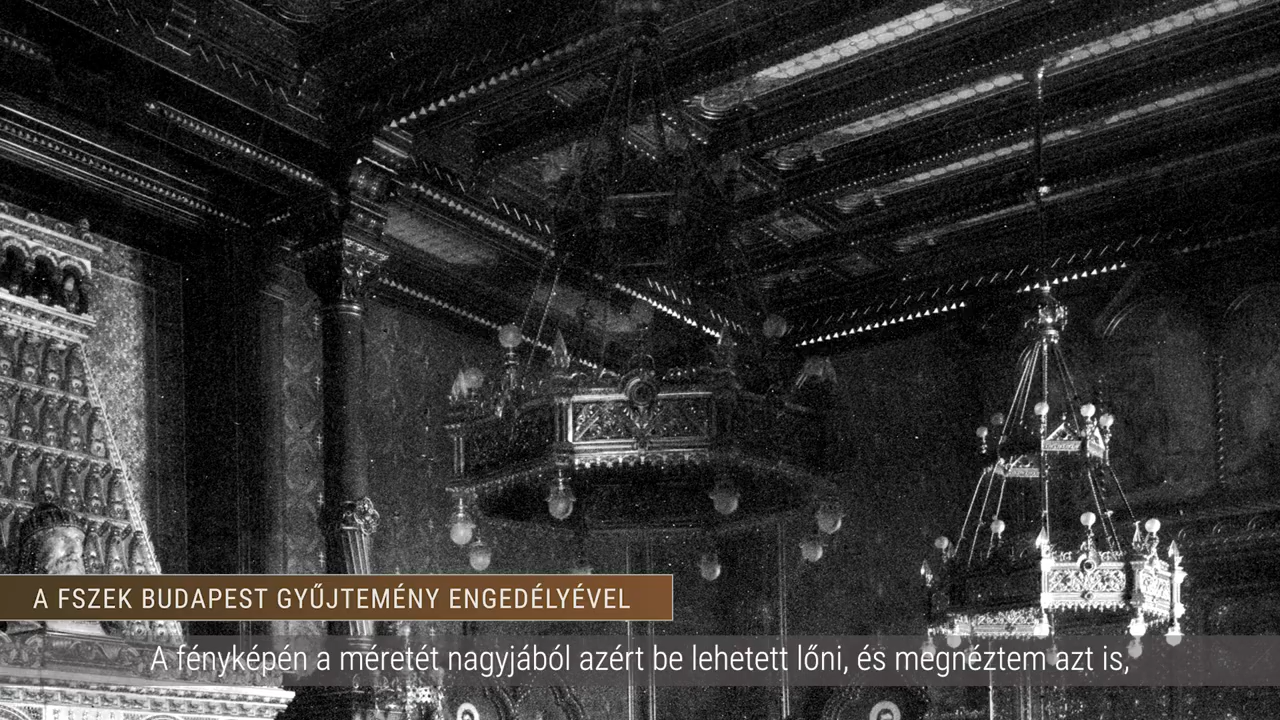 A FSZEK BUDAPEST GYŰJTEMÉNY ENGEDÉLYÉVEL
A fényképén a méretét nagyjából azért be lehetett lőni, és megnéztem azt is,